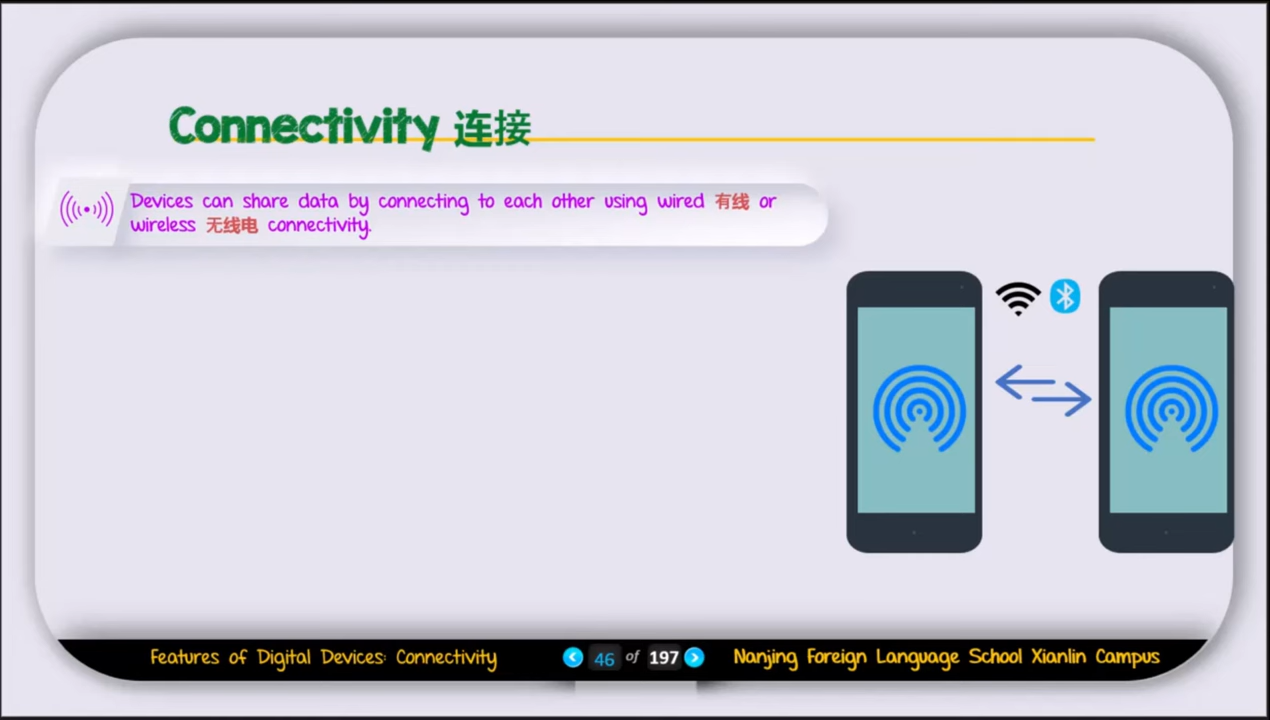 Connectivity 连接
Devices can share data by connecting to each other using wired 有线 or
wireless 无线电 connectivity.
Features of Digital Devices: Connectivity
46 of 197
Nanjing Foreign Language School Xianlin Campus